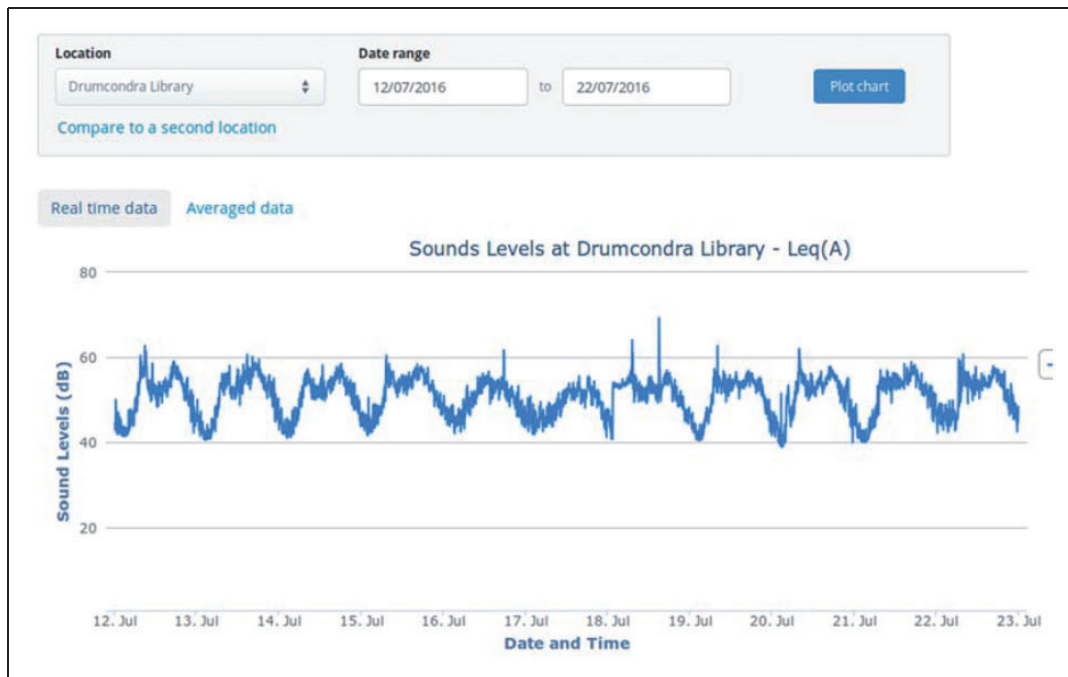 Location Date range
Drumcondra Library 12/07/2016 to 22/07/2016 Plot chart
Compare to a second location
Real time data Averaged data
Sounds Levels at Drumcondra Library - Leq(A)
80
60
40
20
Sound Levels (dB)
12. Jul 13. Jul 14. Jul 15. Jul 16. Jul 17. Jul 18. Jul 19. Jul 20. Jul 21. Jul 22. Jul 23. Jul
Date and Time